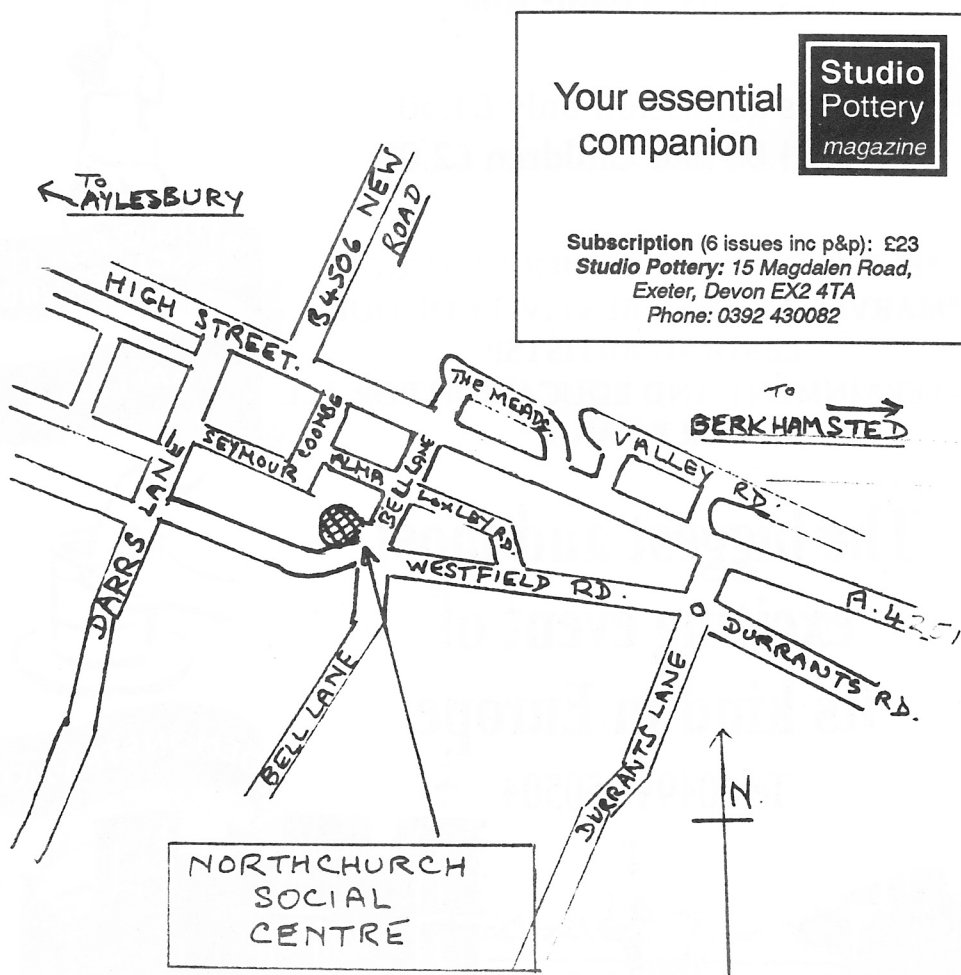 Your essential
companion
Studio
Pottery
magazine
Subscription (6 issues inc p&p): £23
Studio Pottery: 15 Magdalen Road,
Exeter, Devon EX2 4TA
Phone: 0392 430082
TO
AYLESBURY
B4506 NEW
ROAD
HIGH STREET.
THE MEADS.
TO
BERKHAMSTED
VALLEY RD.
SEYMOUR
COOMBE
ALMA
BELL LANE
LOXLEY RD.
DARRS LANE
WESTFIELD RD.
A.4251
DURRANTS RD.
BELL LANE
DURRANTS LANE
N.
NORTHCHURCH
SOCIAL
CENTRE